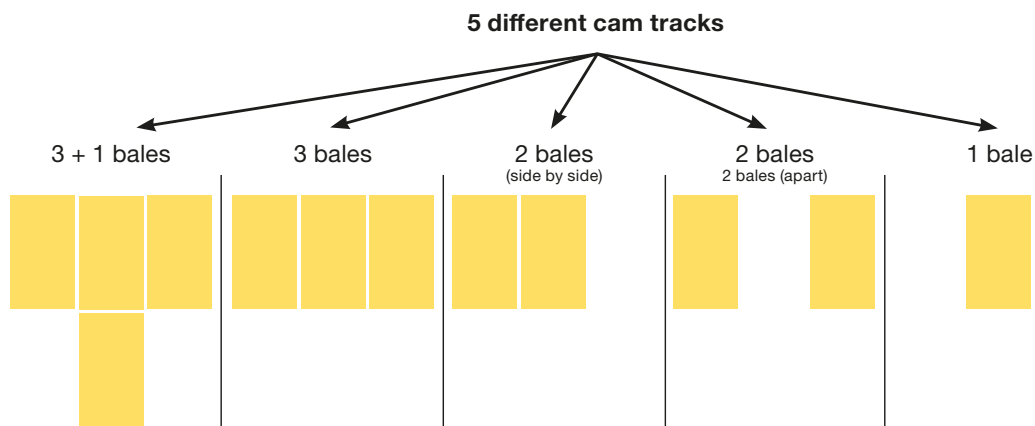 5 different cam tracks
3 + 1 bales
3 bales
2 bales
(side by side)
2 bales
2 bales (apart)
1 bale